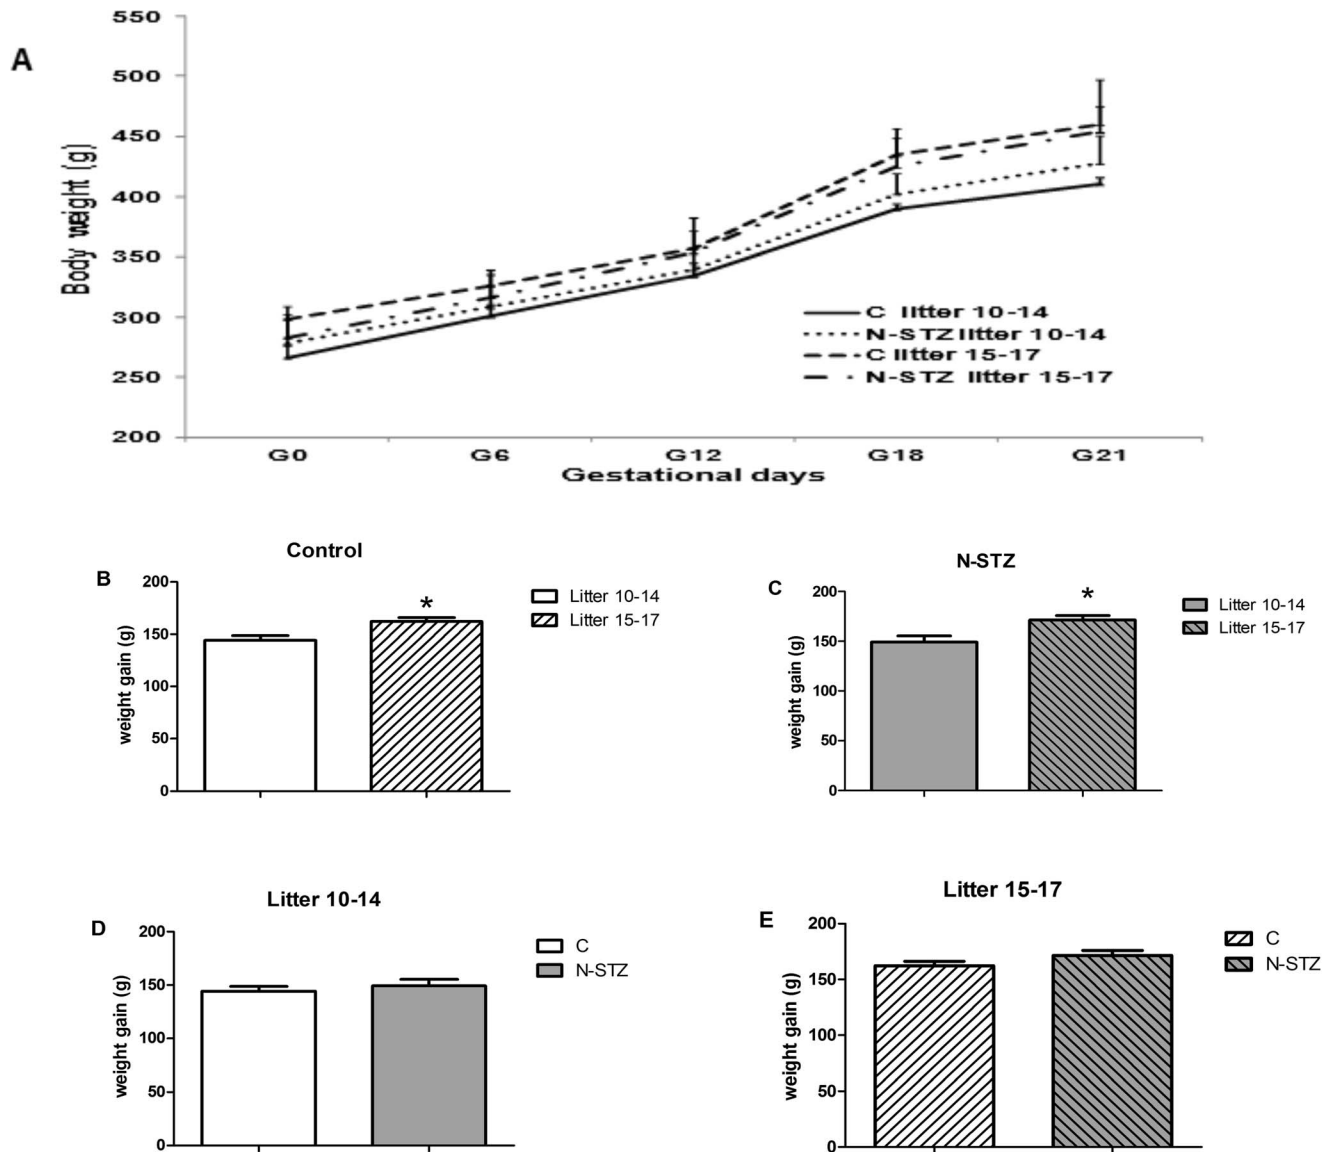 A
550
500
450
400
350
300
250
200
Body weight (g)
C litter 10-14
N-STZ litter 10-14
C litter 15-17
N-STZ litter 15-17
G0 G6 G12 G18 G21
Gestational days
Control
B
200
150
100
50
0
weight gain (g)
*
Litter 10-14
Litter 15-17
N-STZ
C
200
150
100
50
0
weight gain (g)
*
Litter 10-14
Litter 15-17
Litter 10-14
D
200
150
100
50
0
weight gain (g)
C
N-STZ
Litter 15-17
E
200
150
100
50
0
weight gain (g)
C
N-STZ